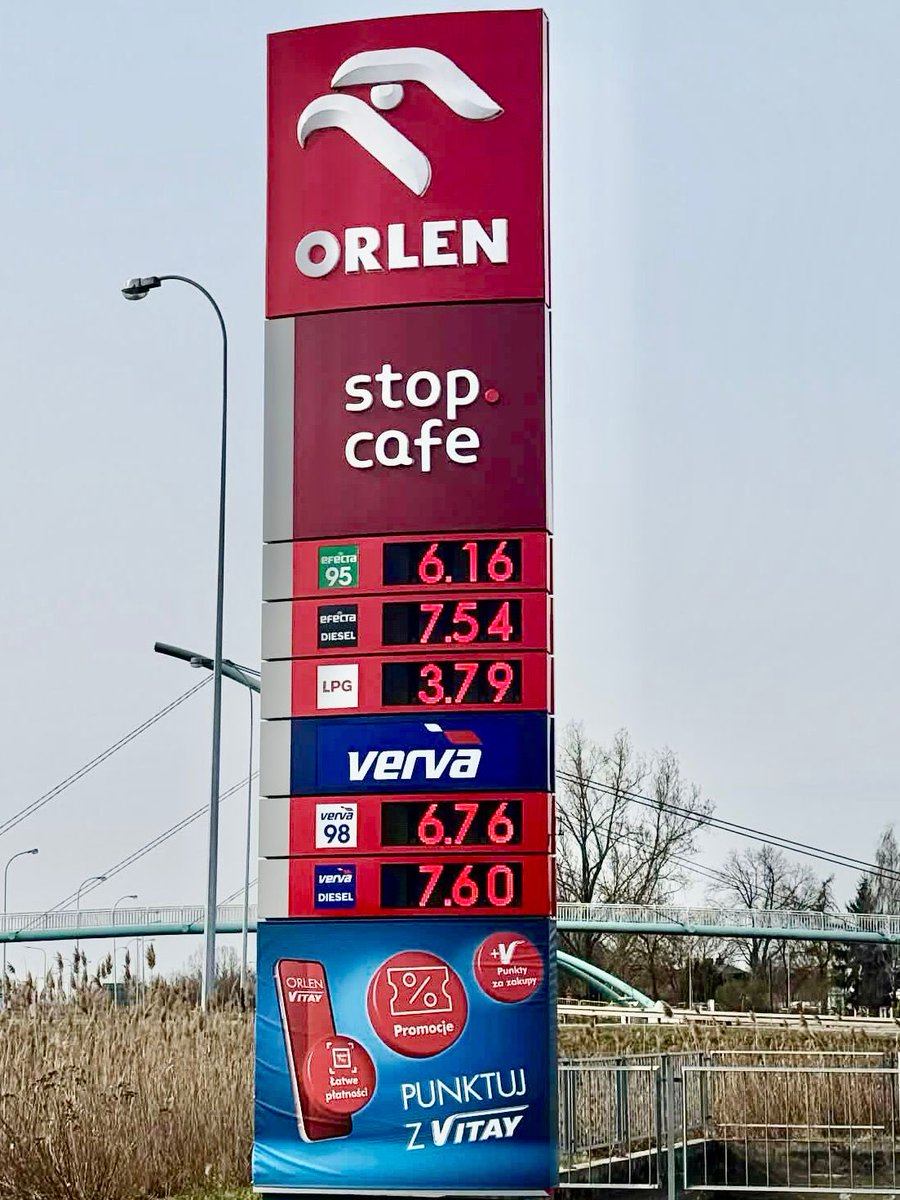 ORLEN
stop.
cafe
efecta
95
6.16
efecta
DIESEL
7.54
LPG
3.79
verva
verva
98
6.76
verva
DIESEL
7.60
ORLEN
VITAY
Łatwe
płatności
%
Promocje
+V
Punkty
za zakupy
PUNKTUJ
Z VITAY